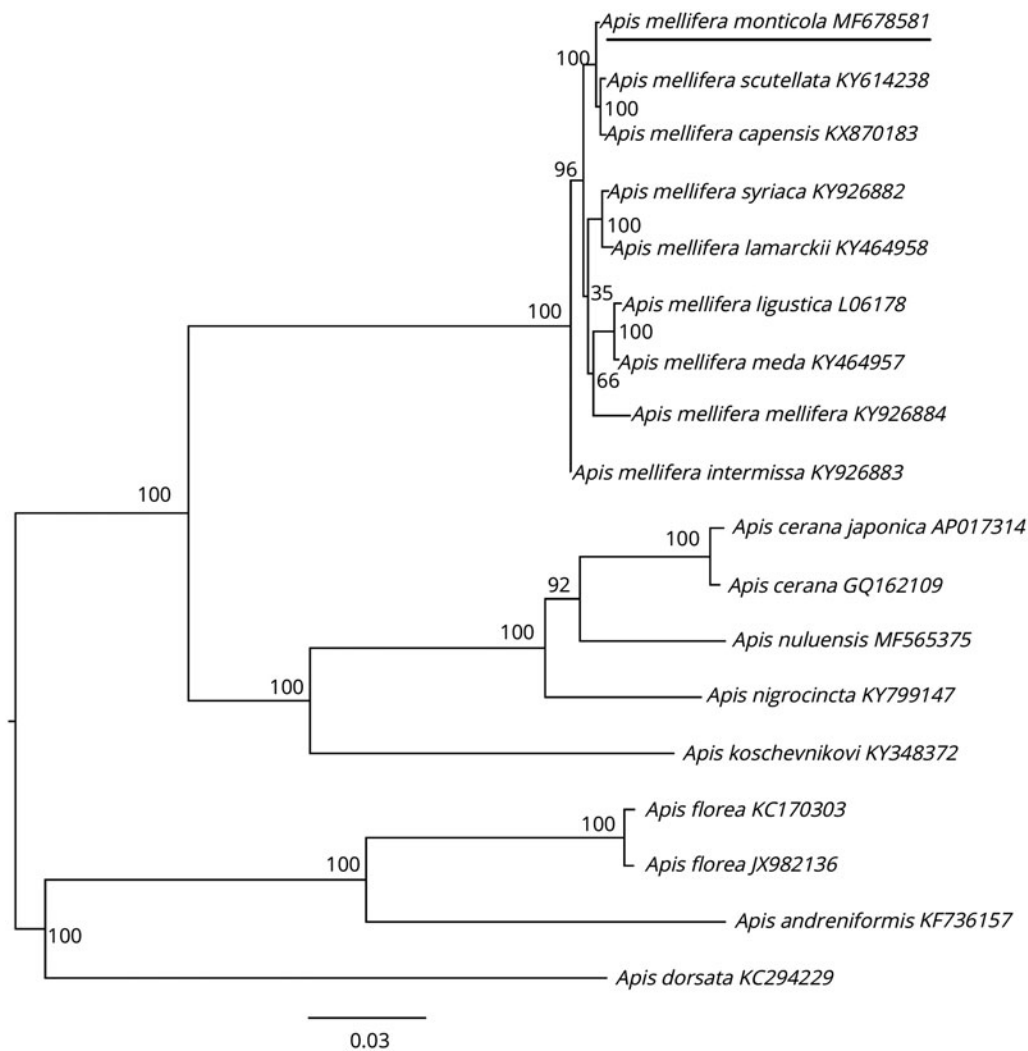 Apis mellifera monticola MF678581
100
Apis mellifera scutellata KY614238
100
Apis mellifera capensis KX870183
96
Apis mellifera syriaca KY926882
100
Apis mellifera lamarckii KY464958
35
Apis mellifera ligustica L06178
100
100
Apis mellifera meda KY464957
66
Apis mellifera mellifera KY926884
Apis mellifera intermissa KY926883
100
Apis cerana japonica AP017314
100
Apis cerana GQ162109
92
Apis nuluensis MF565375
100
100
Apis nigrocincta KY799147
Apis koschevnikovi KY348372
Apis florea KC170303
100
Apis florea JX982136
100
Apis andreniformis KF736157
100
Apis dorsata KC294229
0.03